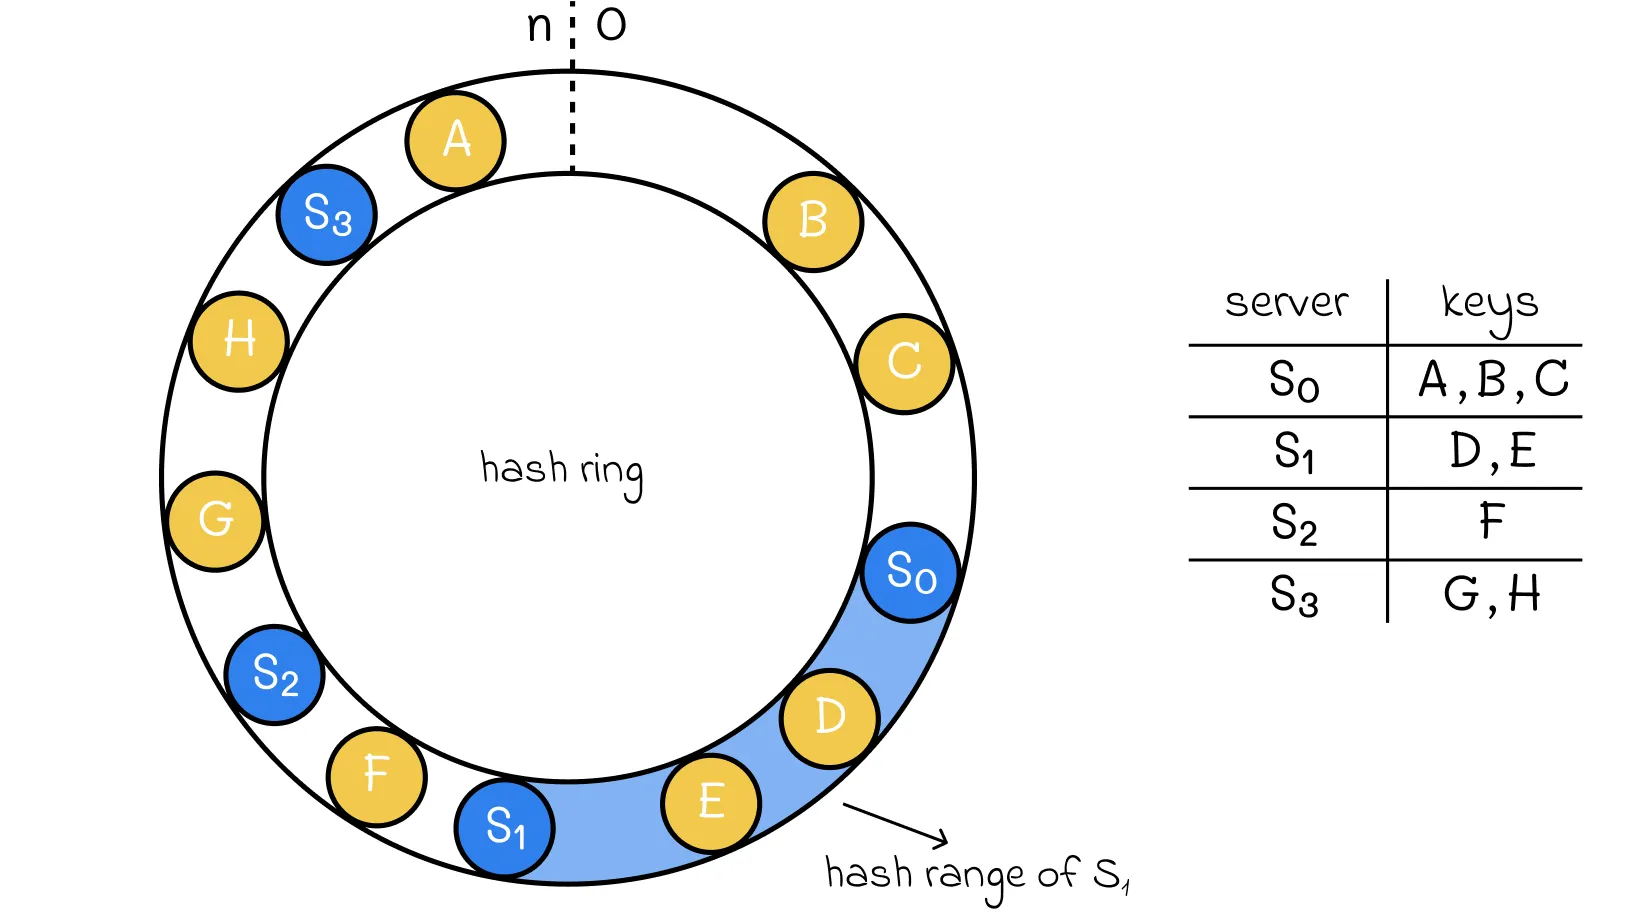 n 0
A
B
S3
C
H
hash ring
G
S0
S2
D
F
E
S1
hash range of S1
server keys
S0 A, B, C
S1 D, E
S2 F
S3 G, H